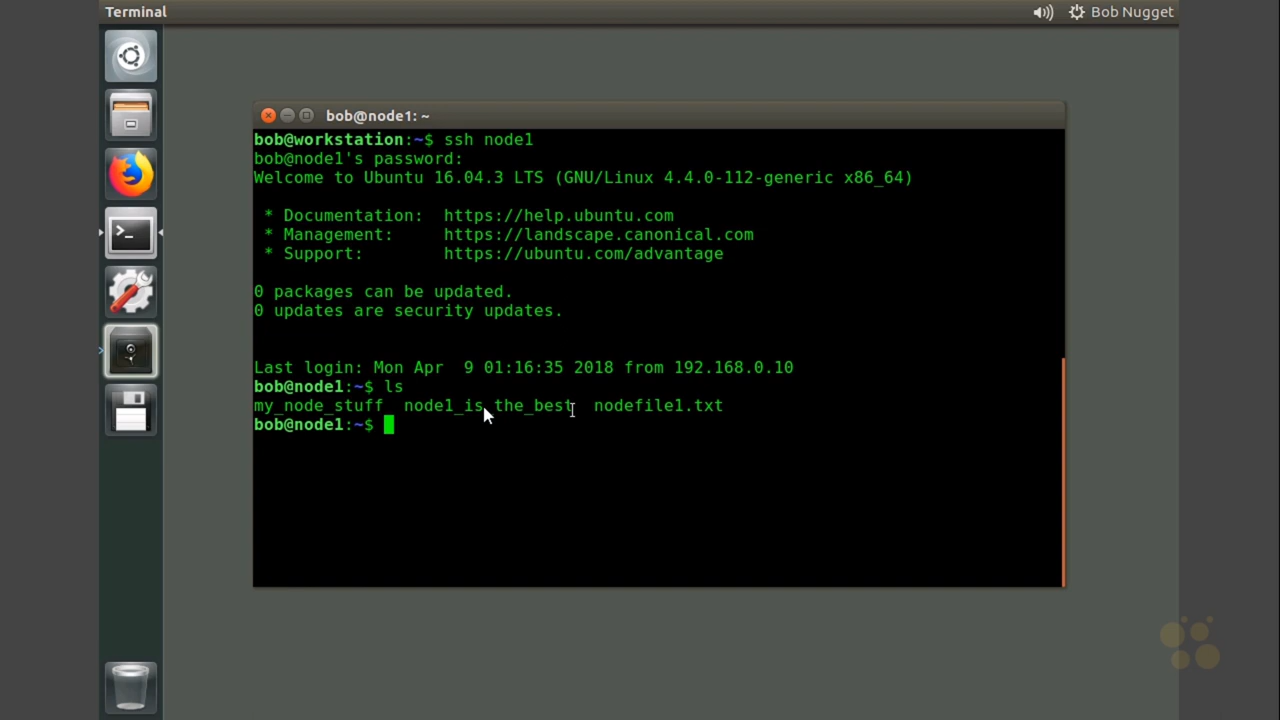 Terminal
Bob Nugget
bob@node1: ~
bob@workstation:~$ ssh node1
bob@node1's password:
Welcome to Ubuntu 16.04.3 LTS (GNU/Linux 4.4.0-112-generic x86_64)
* Documentation:  https://help.ubuntu.com
* Management:     https://landscape.canonical.com
* Support:        https://ubuntu.com/advantage
0 packages can be updated.
0 updates are security updates.
Last login: Mon Apr  9 01:16:35 2018 from 192.168.0.10
bob@node1:~$ ls
my_node_stuff  node1_is_the_best  nodefile1.txt
bob@node1:~$